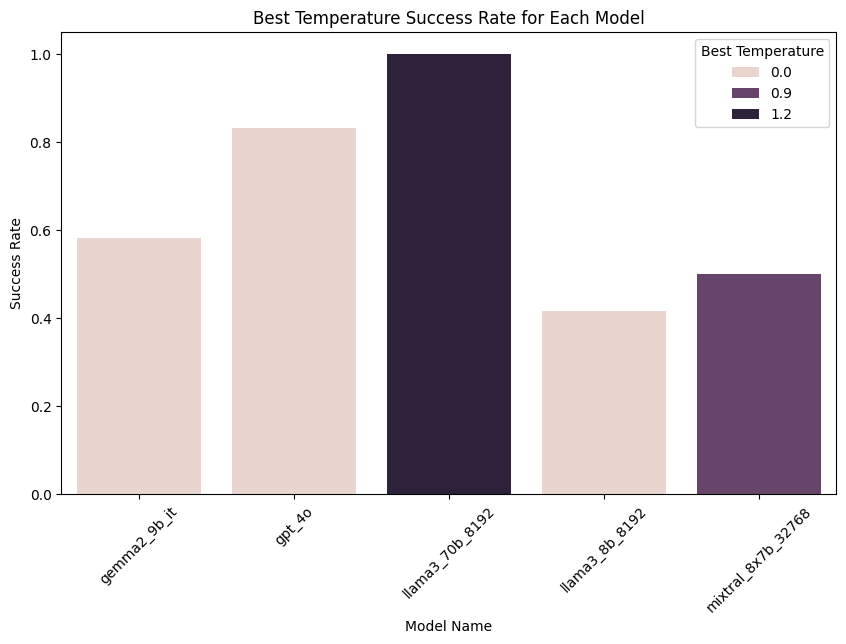 Best Temperature Success Rate for Each Model
Best Temperature
0.0
0.9
1.2
Success Rate
1.0
0.8
0.6
0.4
0.2
0.0
gemma2_9b_it
gpt_4o
llama3_70b_8192
llama3_8b_8192
mixtral_8x7b_32768
Model Name